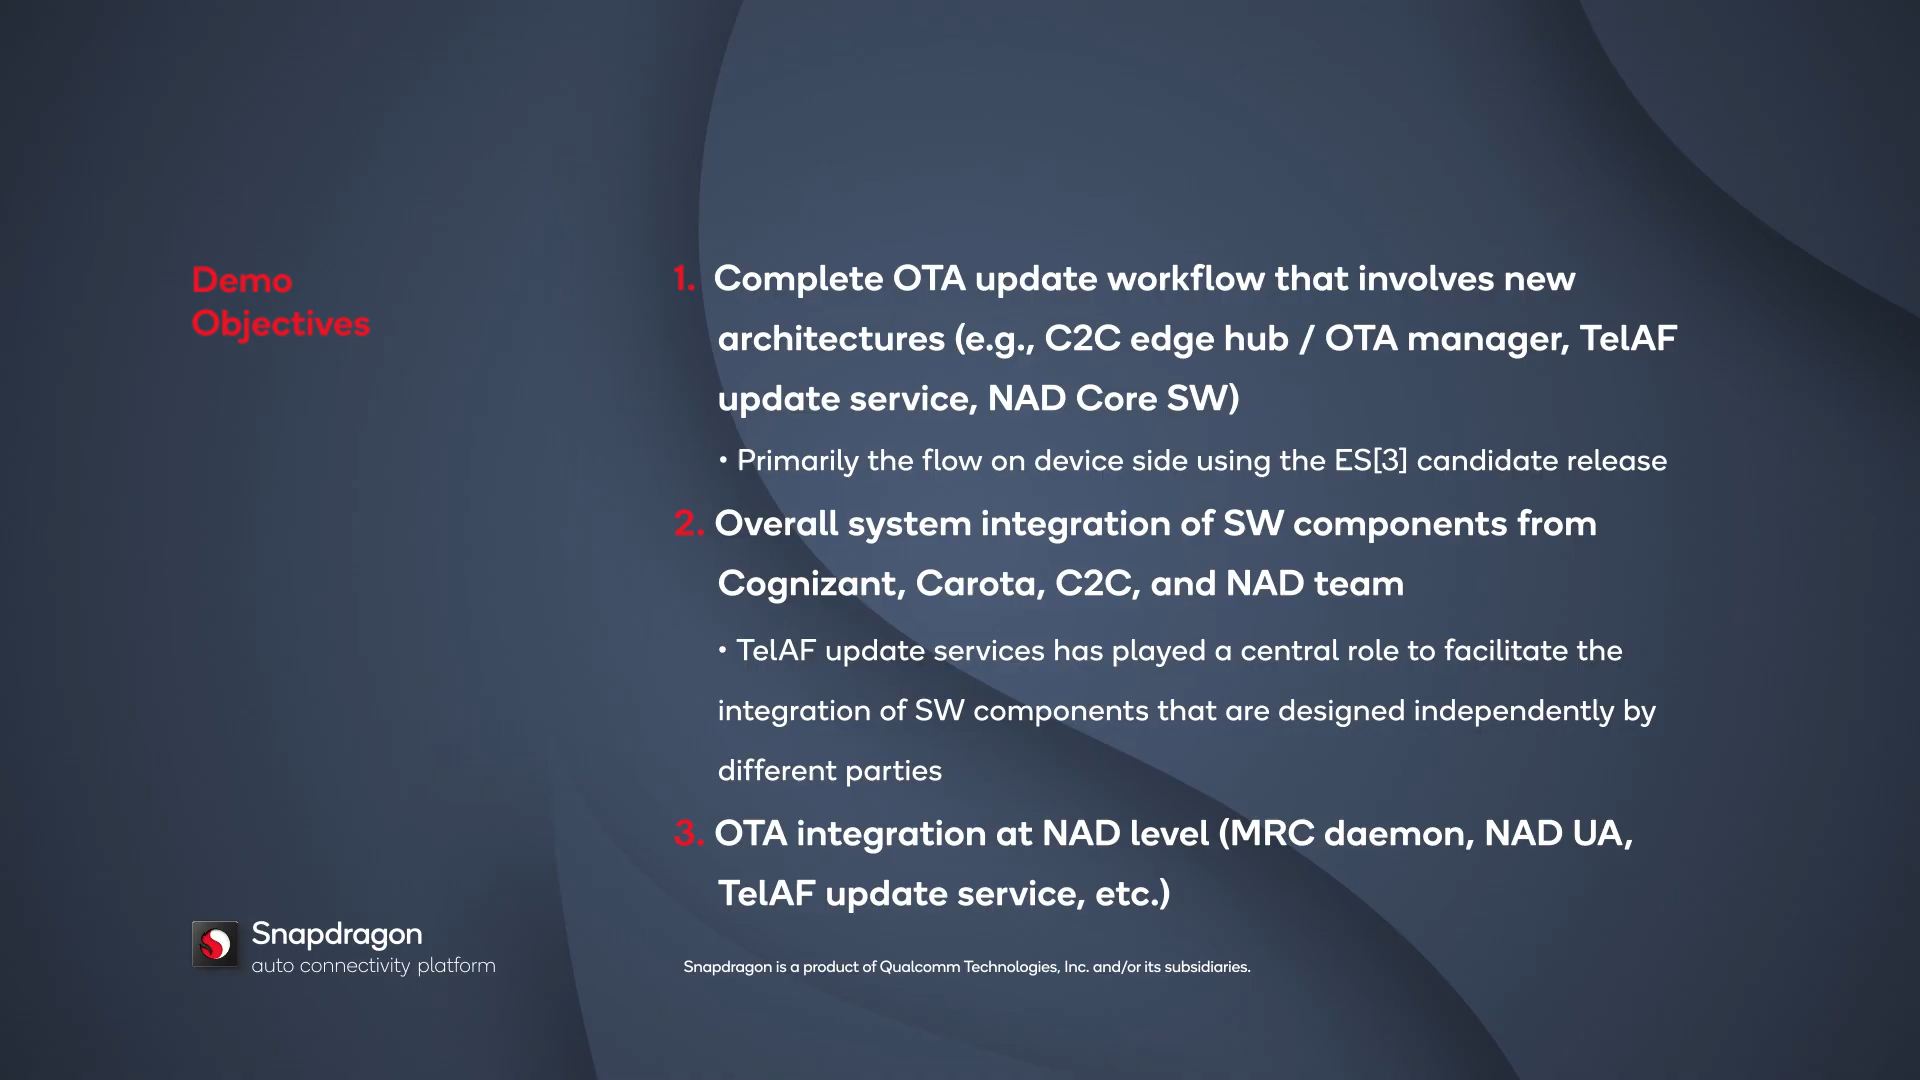 Demo
Objectives
1. Complete OTA update workflow that involves new
architectures (e.g., C2C edge hub / OTA manager, TelAF
update service, NAD Core SW)
• Primarily the flow on device side using the ES[3] candidate release
2. Overall system integration of SW components from
Cognizant, Carota, C2C, and NAD team
• TelAF update services has played a central role to facilitate the
integration of SW components that are designed independently by
different parties
3. OTA integration at NAD level (MRC daemon, NAD UA,
TelAF update service, etc.)
Snapdragon
auto connectivity platform
Snapdragon is a product of Qualcomm Technologies, Inc. and/or its subsidiaries.